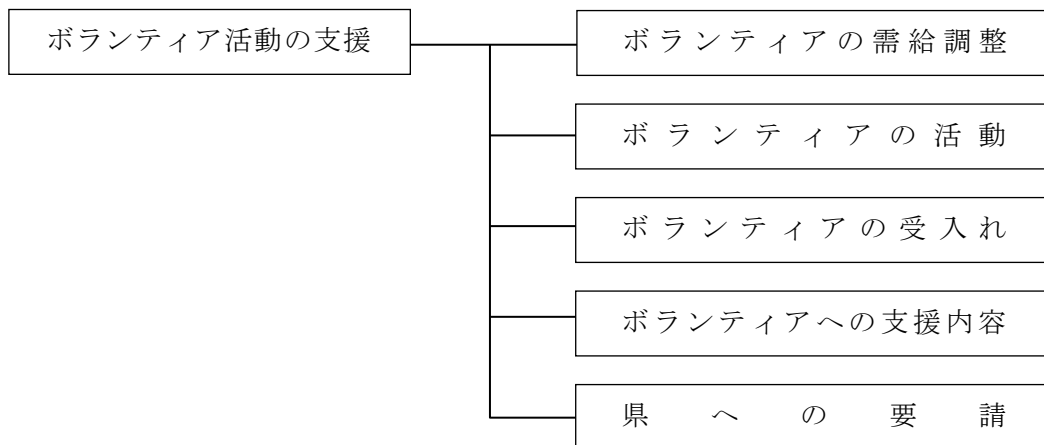 ボランティア活動の支援
ボランティアの需給調整
ボランティアの活動
ボランティアの受入れ
ボランティアへの支援内容
県への要請